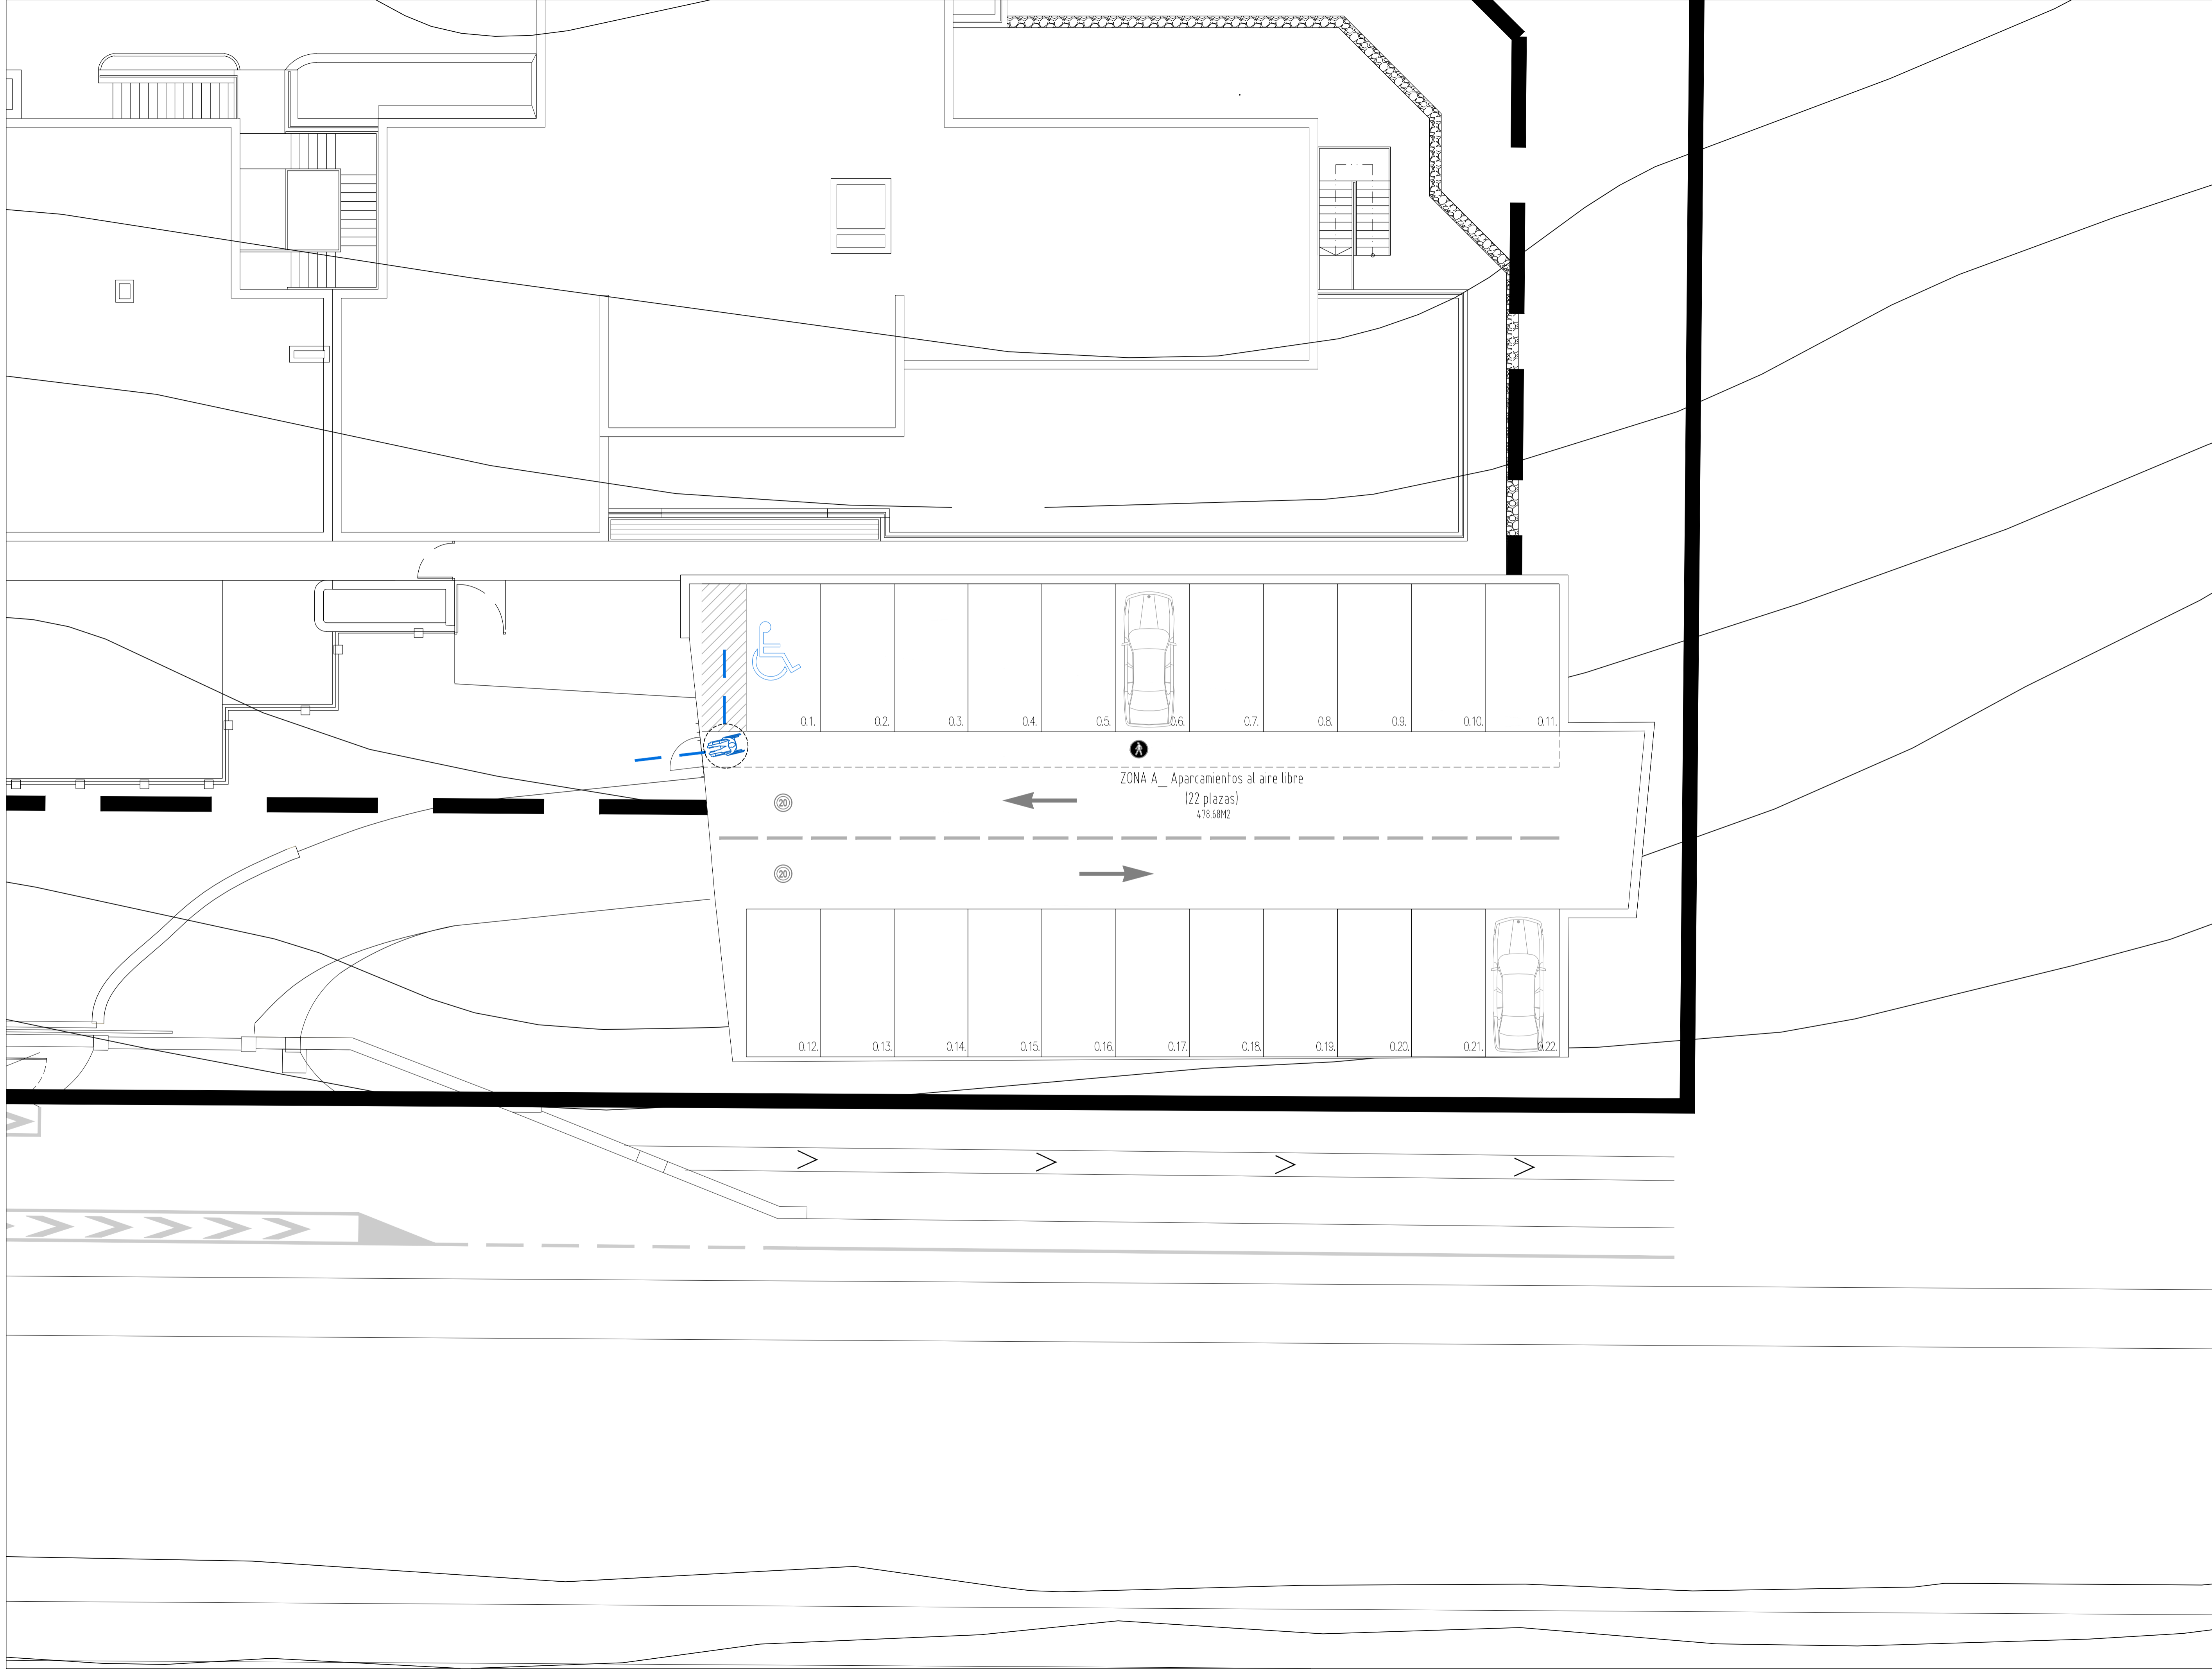 0.1. 0.2. 0.3. 0.4. 0.5. 0.6. 0.7. 0.8. 0.9. 0.10. 0.11.
ZONA A_ Aparcamientos al aire libre
(22 plazas)
478.68M2
20
20
0.12. 0.13. 0.14. 0.15. 0.16. 0.17. 0.18. 0.19. 0.20. 0.21. 0.22.